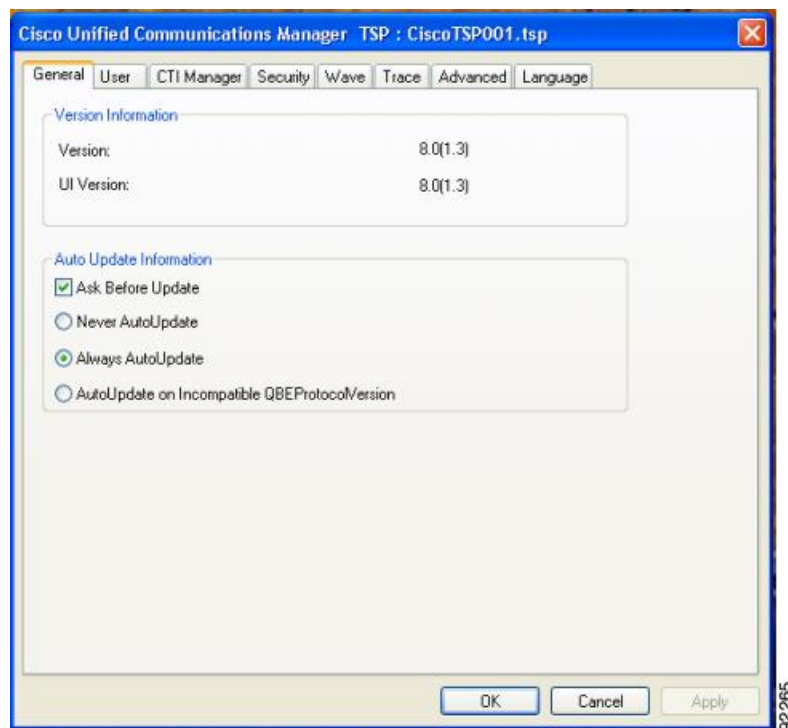 Cisco Unified Communications Manager TSP : CiscoTSP001.tsp
General User CTI Manager Security Wave Trace Advanced Language
Version Information
Version: 8.0(1.3)
UI Version: 8.0(1.3)
Auto Update Information
Ask Before Update
Never AutoUpdate
Always AutoUpdate
AutoUpdate on Incompatible QBEProtocolVersion
OK Cancel Apply